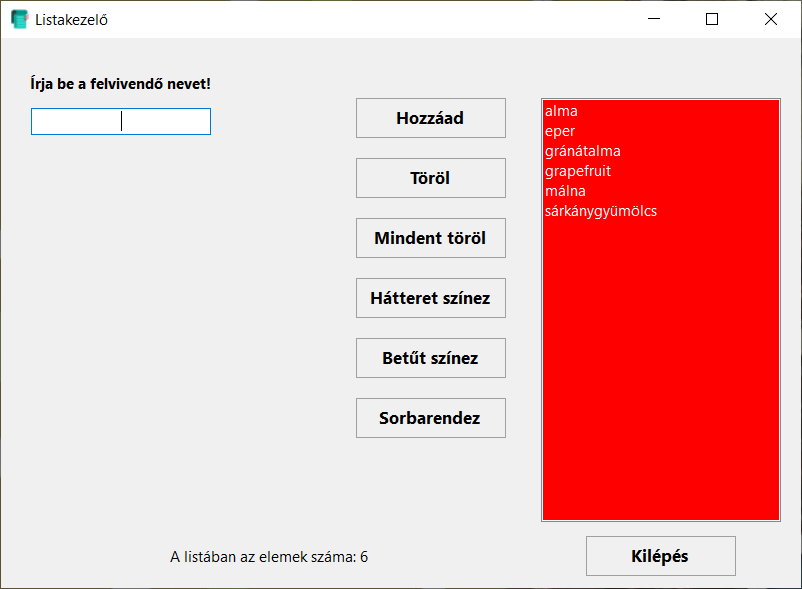 Listakezelő
Írja be a felvivendő nevet!
Hozzáad
Töröl
Mindent töröl
Hátteret színez
Betűt színez
Sorbarendez
alma
eper
gránátalma
grapefruit
málna
sárkánygyümölcs
A listában az elemek száma: 6
Kilépés